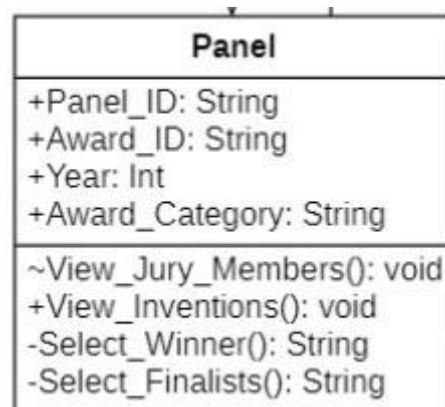 Panel
+Panel_ID: String
+Award_ID: String
+Year: Int
+Award_Category: String
~View_Jury_Members(): void
+View_Inventions(): void
-Select_Winner(): String
-Select_Finalists(): String